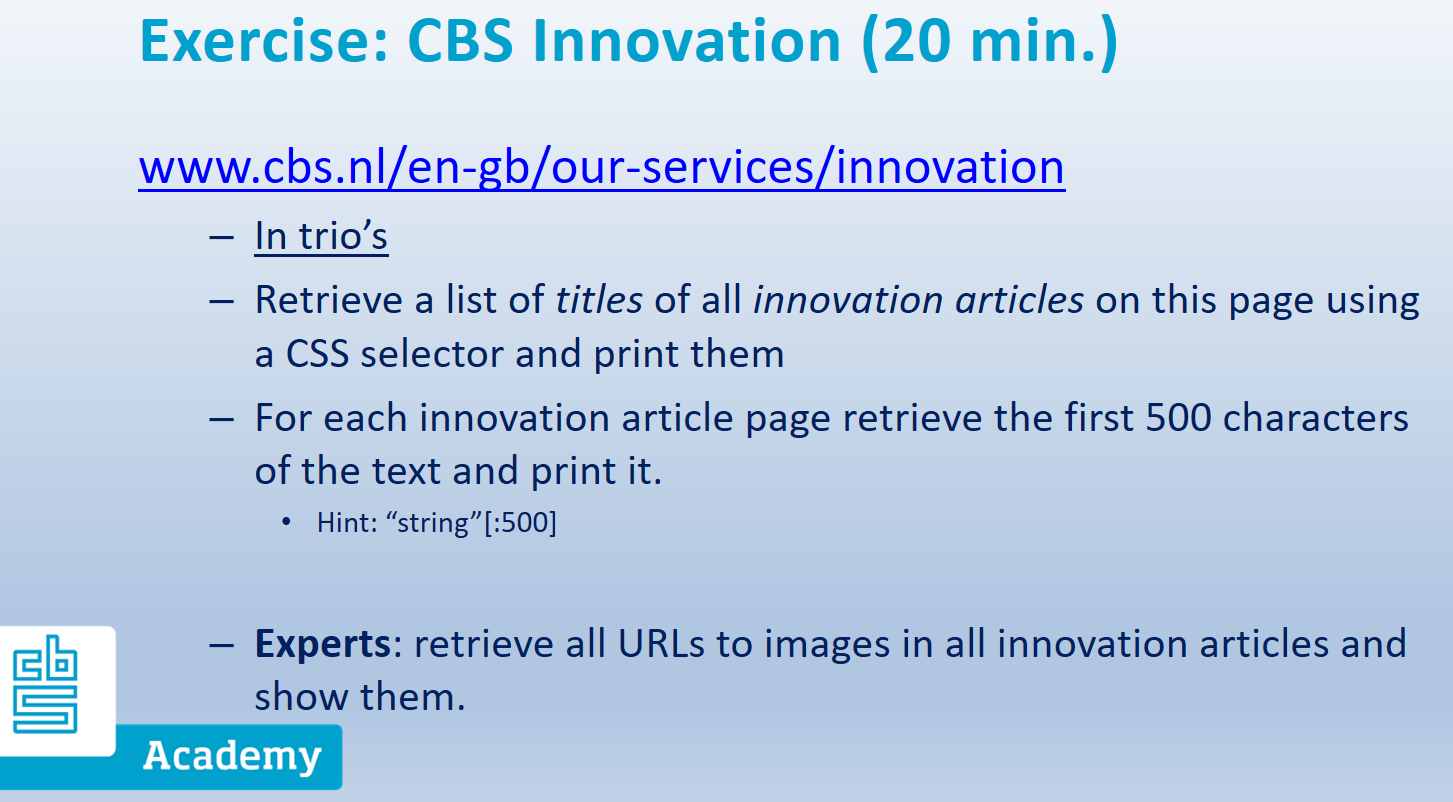 Exercise: CBS Innovation (20 min.)
www.cbs.nl/en-gb/our-services/innovation
– In trio’s
– Retrieve a list of titles of all innovation articles on this page using
a CSS selector and print them
– For each innovation article page retrieve the first 500 characters
of the text and print it.
• Hint: “string”[:500]
– Experts: retrieve all URLs to images in all innovation articles and
show them.
cbs
Academy